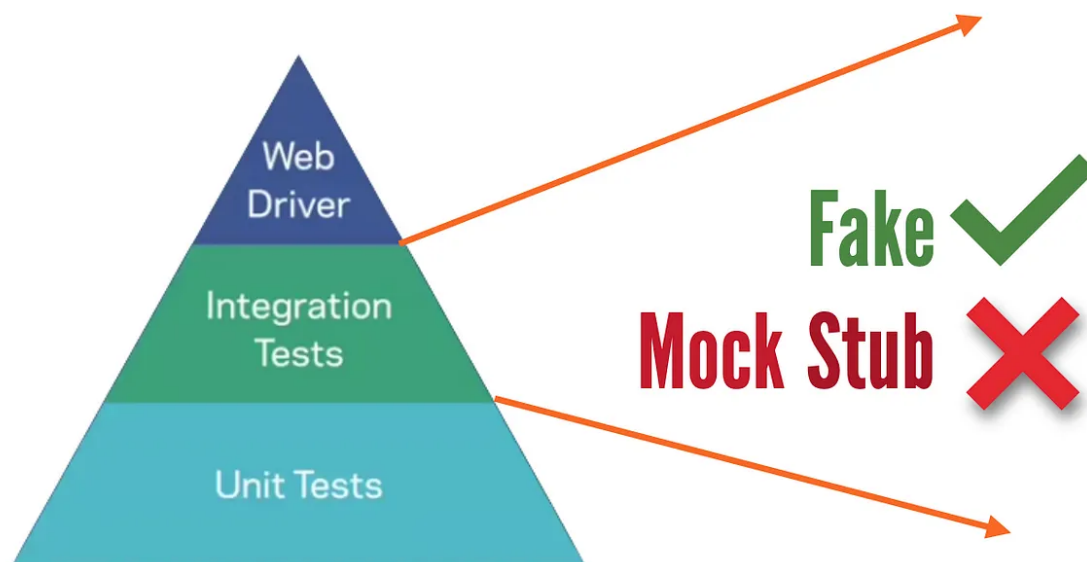 Web
Driver
Integration
Tests
Unit Tests
Fake
Mock Stub